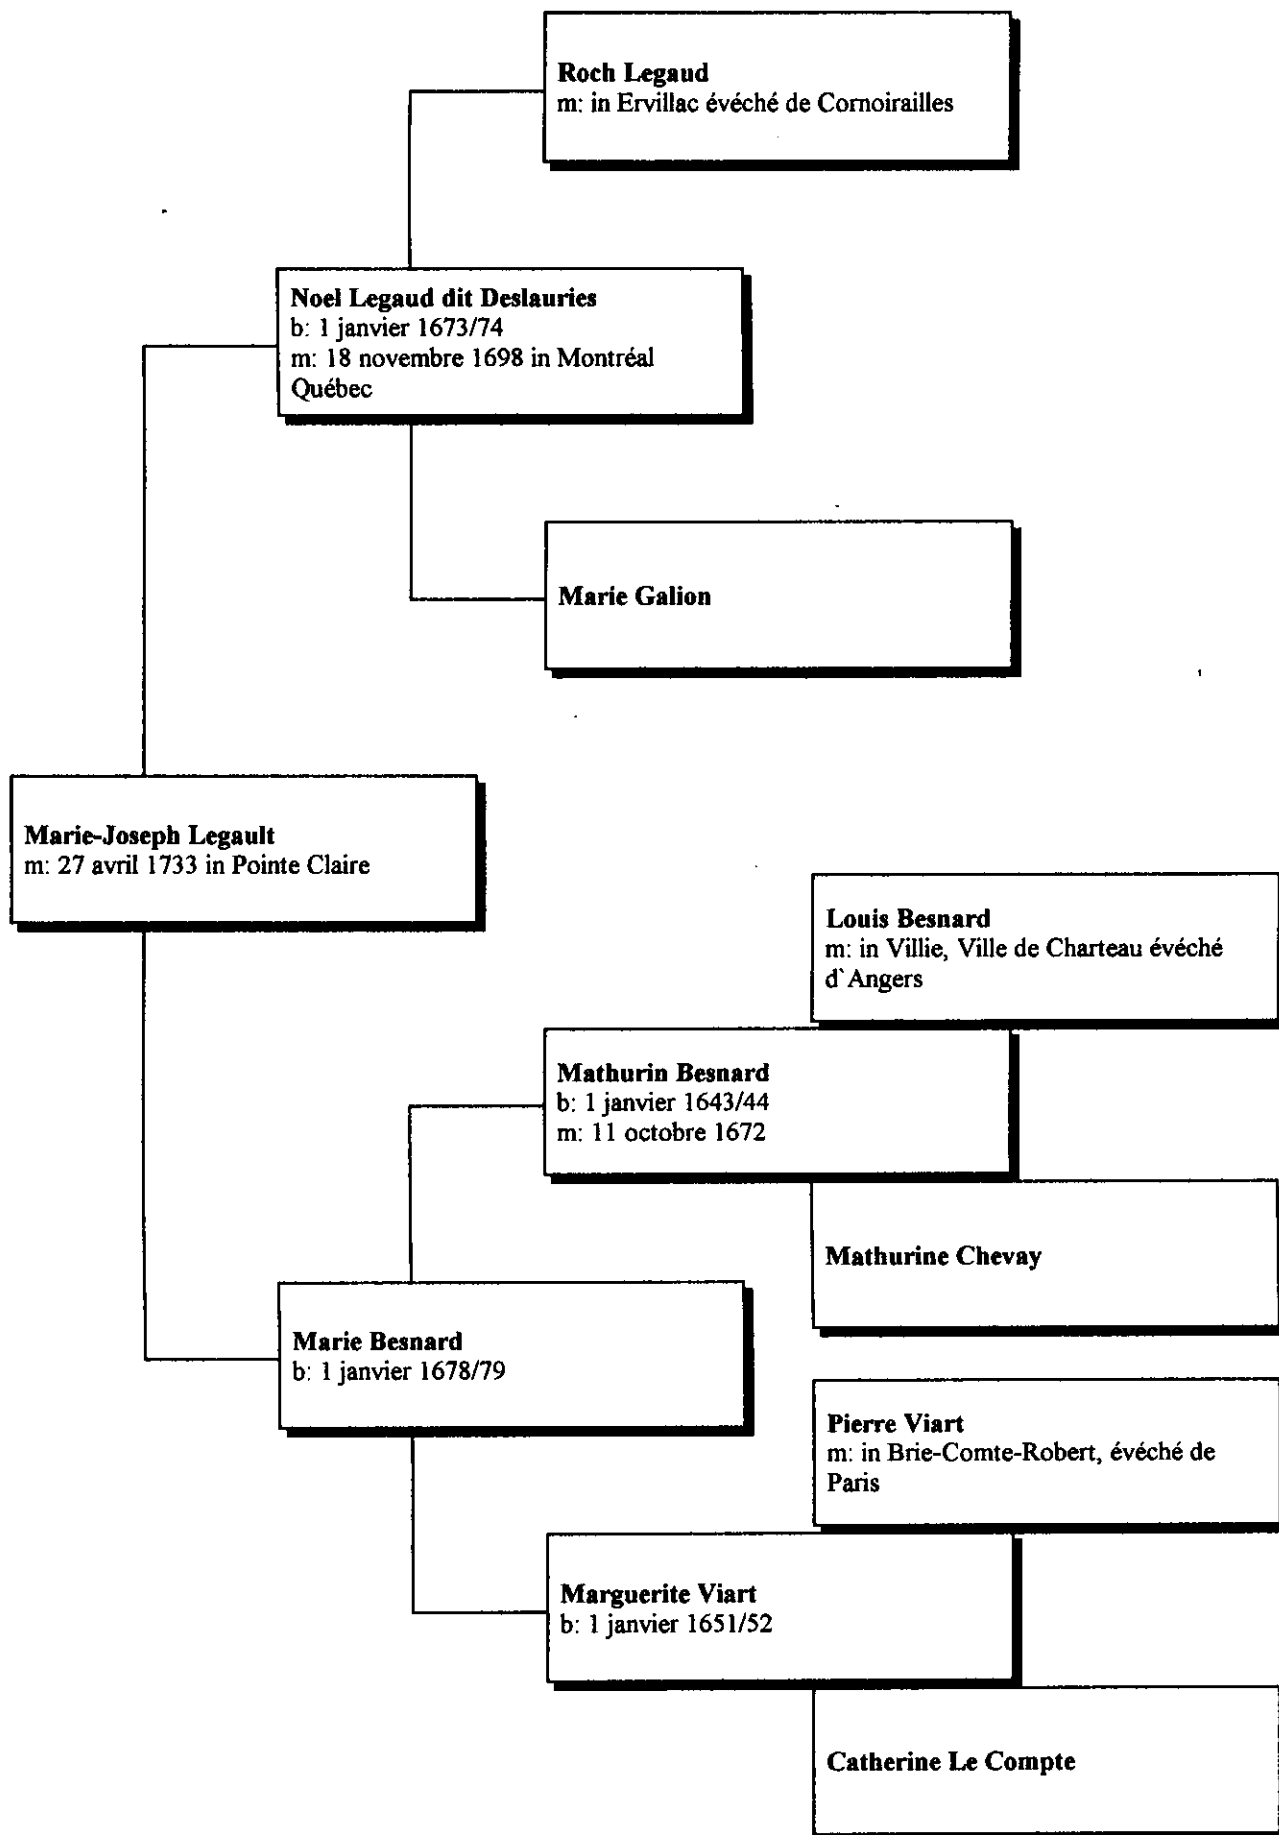 Roch Legaud
m: in Ervillac évéché de Cornoirailles
Noel Legaud dit Deslauries
b: 1 janvier 1673/74
m: 18 novembre 1698 in Montréal
Québec
Marie Galion
Marie-Joseph Legault
m: 27 avril 1733 in Pointe Claire
Louis Besnard
m: in Villie, Ville de Charteau évéché
d`Angers
Mathurin Besnard
b: 1 janvier 1643/44
m: 11 octobre 1672
Mathurine Chevay
Marie Besnard
b: 1 janvier 1678/79
Pierre Viart
m: in Brie-Comte-Robert, évéché de
Paris
Marguerite Viart
b: 1 janvier 1651/52
Catherine Le Compte